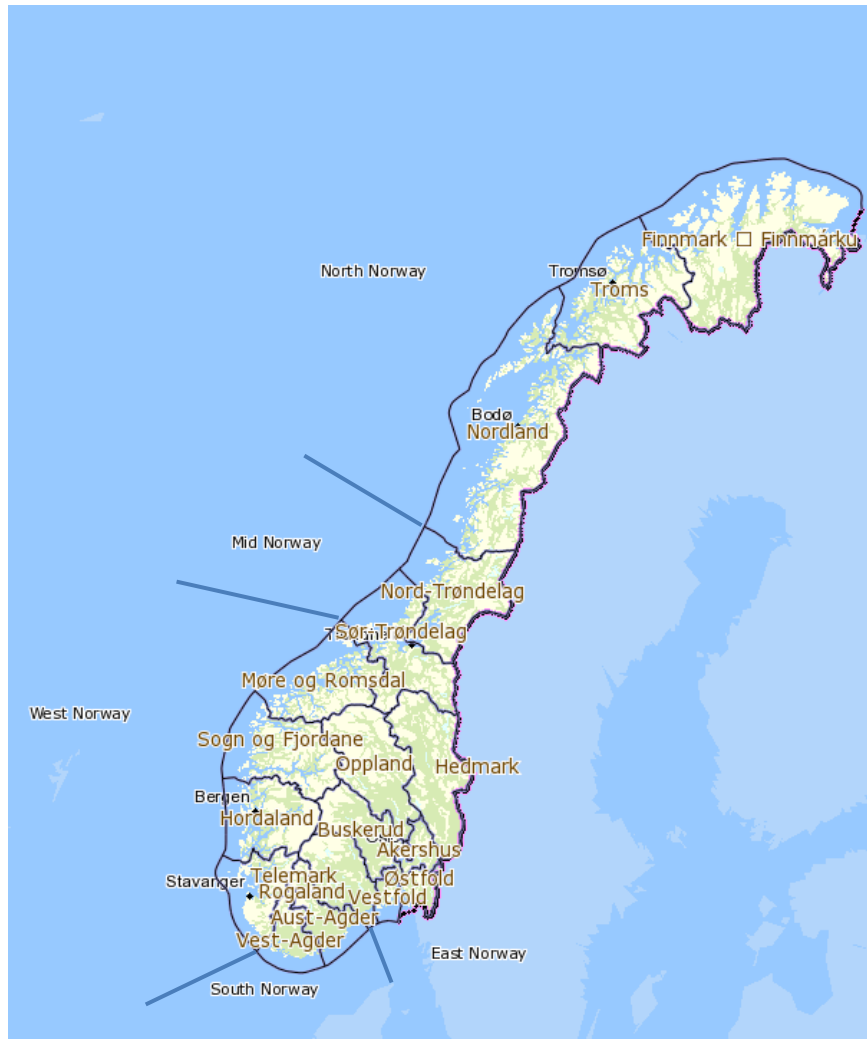 Finnmark □ Finnmárku
North Norway
Tromsø
Troms
Bodø
Nordland
Mid Norway
Nord-Trøndelag
Sør-Trøndelag
Møre og Romsdal
West Norway
Sogn og Fjordane
Oppland
Hedmark
Bergen
Hordaland
Buskerud
Akershus
Stavanger
Telemark
Østfold
Rogaland
Vestfold
Aust-Agder
Vest-Agder
East Norway
South Norway